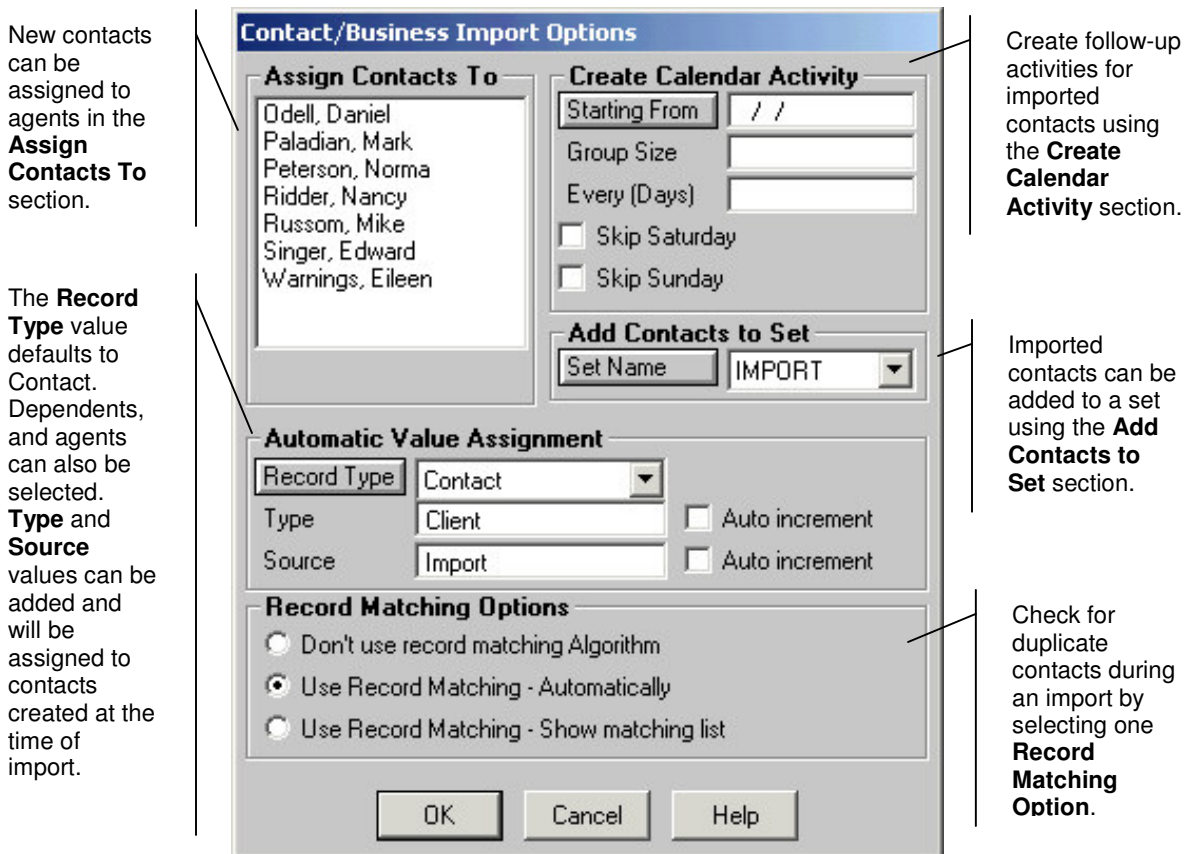 New contacts
can be
assigned to
agents in the
Assign
Contacts To
section.
The Record
Type value
defaults to
Contact.
Dependents,
and agents
can also be
selected.
Type and
Source
values can be
added and
will be
assigned to
contacts
created at the
time of
import.
Contact/Business Import Options
Assign Contacts To
Odell, Daniel
Paladian, Mark
Peterson, Norma
Ridder, Nancy
Russom, Mike
Singer, Edward
Warnings, Eileen
Create Calendar Activity
Starting From / /
Group Size
Every (Days)
Skip Saturday
Skip Sunday
Add Contacts to Set
Set Name IMPORT
Automatic Value Assignment
Record Type Contact
Type Client Auto increment
Source Import Auto increment
Record Matching Options
Don't use record matching Algorithm
Use Record Matching - Automatically
Use Record Matching - Show matching list
OK Cancel Help
Create follow-up
activities for
imported
contacts using
the Create
Calendar
Activity section.
Imported
contacts can be
added to a set
using the Add
Contacts to
Set section.
Check for
duplicate
contacts during
an import by
selecting one
Record
Matching
Option.